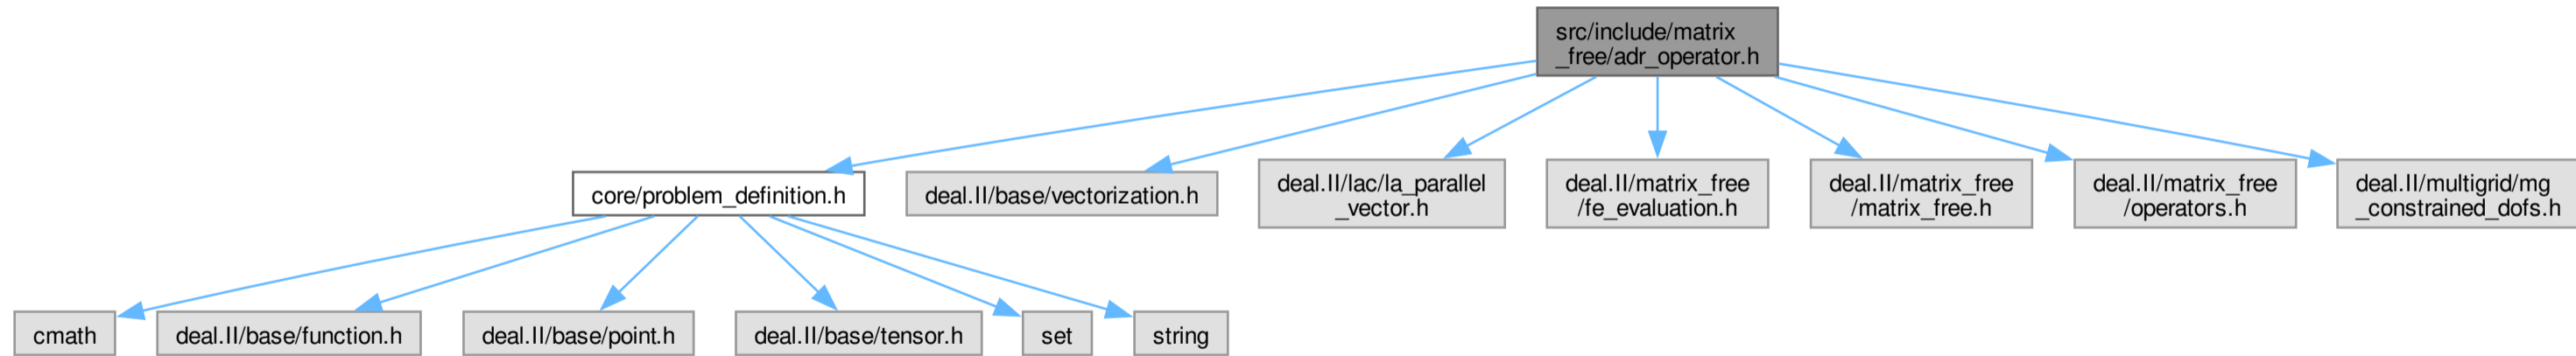 src/include/matrix
_free/adr_operator.h
core/problem_definition.h
deal.II/base/vectorization.h
deal.II/lac/la_parallel
_vector.h
deal.II/matrix_free
/fe_evaluation.h
deal.II/matrix_free
/matrix_free.h
deal.II/matrix_free
/operators.h
deal.II/multigrid/mg
_constrained_dofs.h
cmath
deal.II/base/function.h
deal.II/base/point.h
deal.II/base/tensor.h
set
string